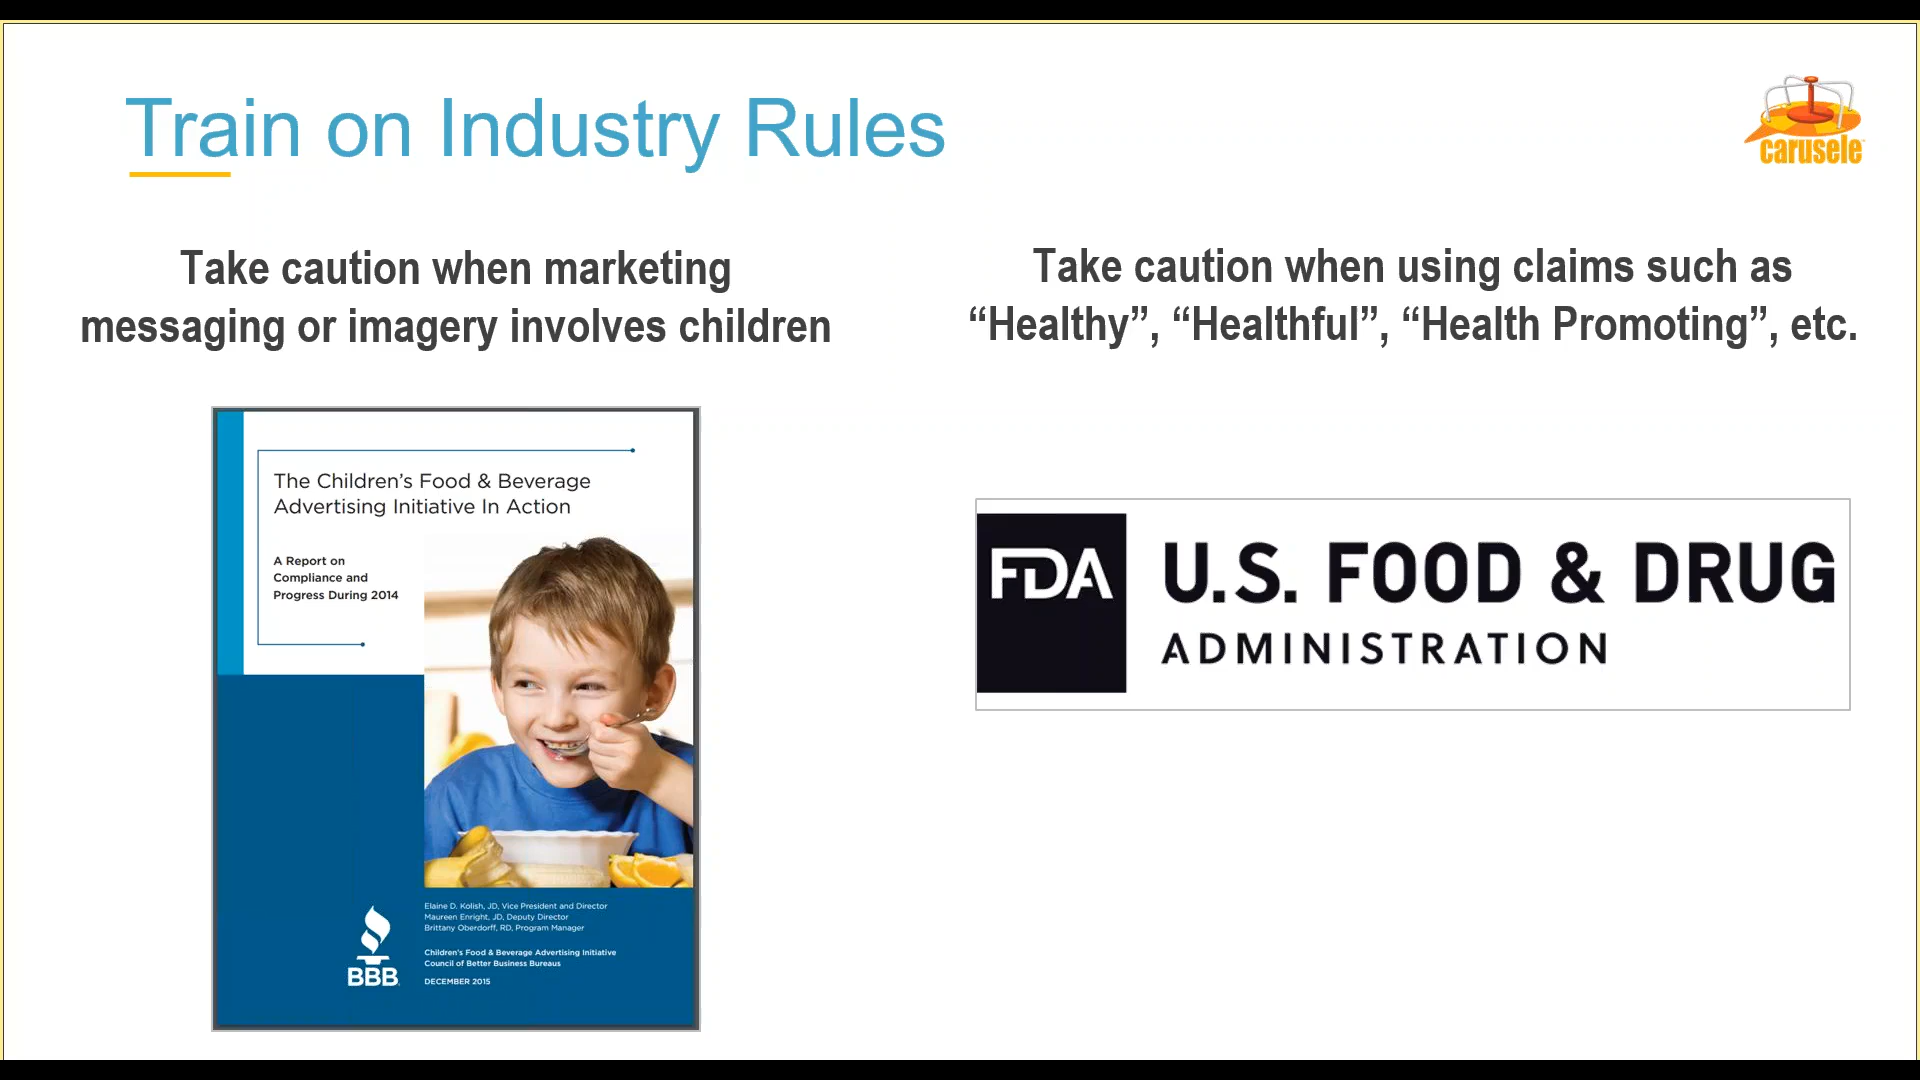 Train on Industry Rules
carusele
Take caution when marketing
messaging or imagery involves children
Take caution when using claims such as
“Healthy”, “Healthful”, “Health Promoting”, etc.
The Children’s Food & Beverage
Advertising Initiative In Action
A Report on
Compliance and
Progress During 2014
Elaine D. Kolish, JD, Vice President and Director
Maureen Enright, JD, Deputy Director
Brittany Oberdorff, RD, Program Manager
Children’s Food & Beverage Advertising Initiative
Council of Better Business Bureaus
DECEMBER 2015
BBB
FDA
U.S. FOOD & DRUG
ADMINISTRATION